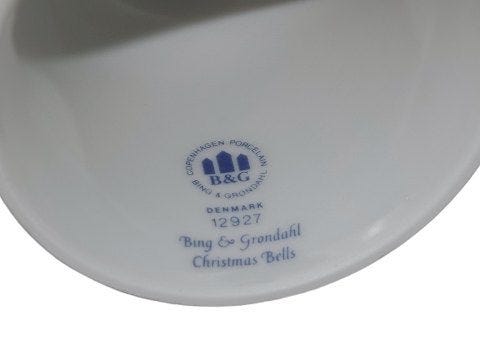 COPENHAGEN PORCELAIN
B&G
BING & GRONDAHL
DENMARK
12927
Bing & Grondahl
Christmas Bells